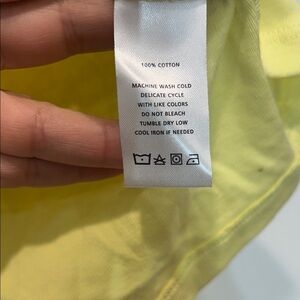 100% COTTON
MACHINE WASH COLD
DELICATE CYCLE
WITH LIKE COLORS
DO NOT BLEACH
TUMBLE DRY LOW
COOL IRON IF NEEDED